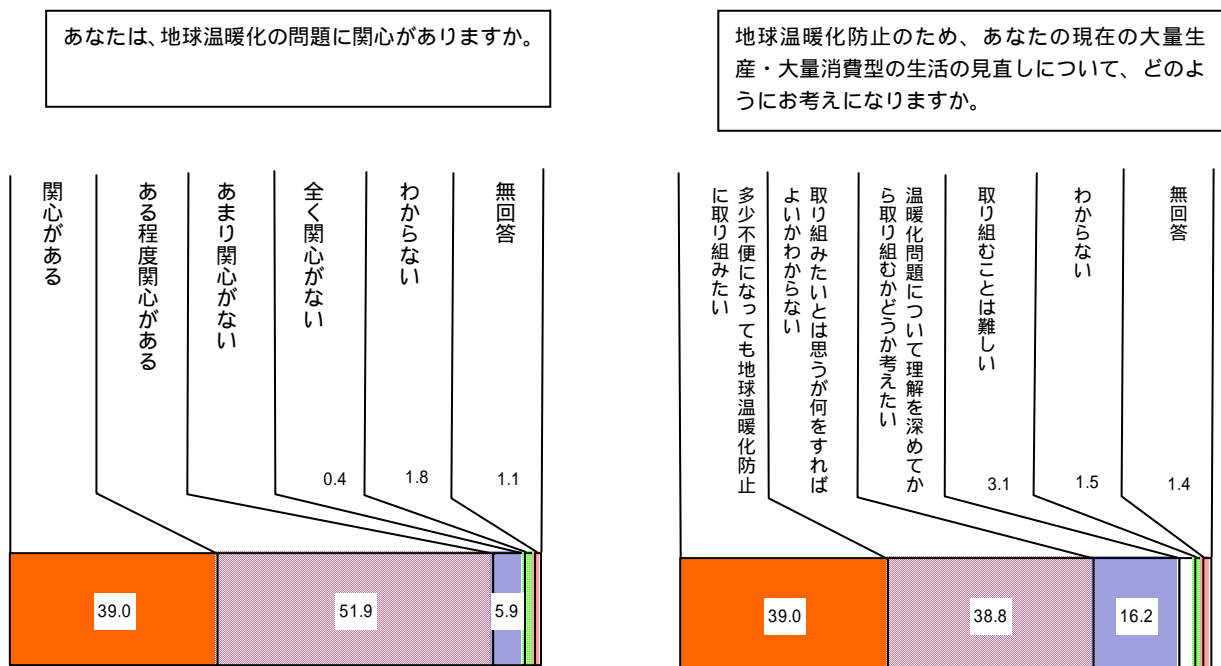 あなたは、地球温暖化の問題に関心がありますか。
関心がある
ある程度関心がある
あまり関心がない
全く関心がない
わからない
無回答
0.4
1.8
1.1
39.0
51.9
5.9
地球温暖化防止のため、あなたの現在の大量生
産・大量消費型の生活の見直しについて、どのよ
うにお考えになりますか。
多少不便になっても地球温暖化防止
に取り組みたい
取り組みたいとは思うが何をすれば
よいかわからない
温暖化問題について理解を深めてか
ら取り組むかどうか考えたい
取り組むことは難しい
わからない
無回答
3.1
1.5
1.4
39.0
38.8
16.2